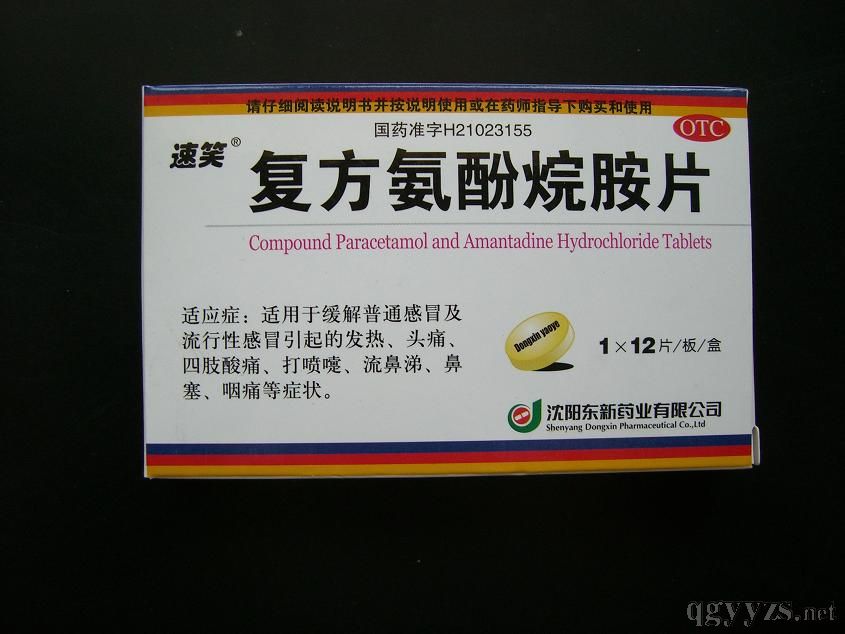 请仔细阅读说明书并按说明使用或在药师指导下购买和使用
国药准字H21023155
OTC
速笑®
复方氨酚烷胺片
Compound Paracetamol and Amantadine Hydrochloride Tablets
适应症：适用于缓解普通感冒及
流行性感冒引起的发热、头痛、
四肢酸痛、打喷嚏、流鼻涕、鼻
塞、咽痛等症状。
Dongxin yaoye
1×12片/板/盒
沈阳东新药业有限公司
Shenyang Dongxin Pharmaceutical Co.,Ltd
qgyyzs.net